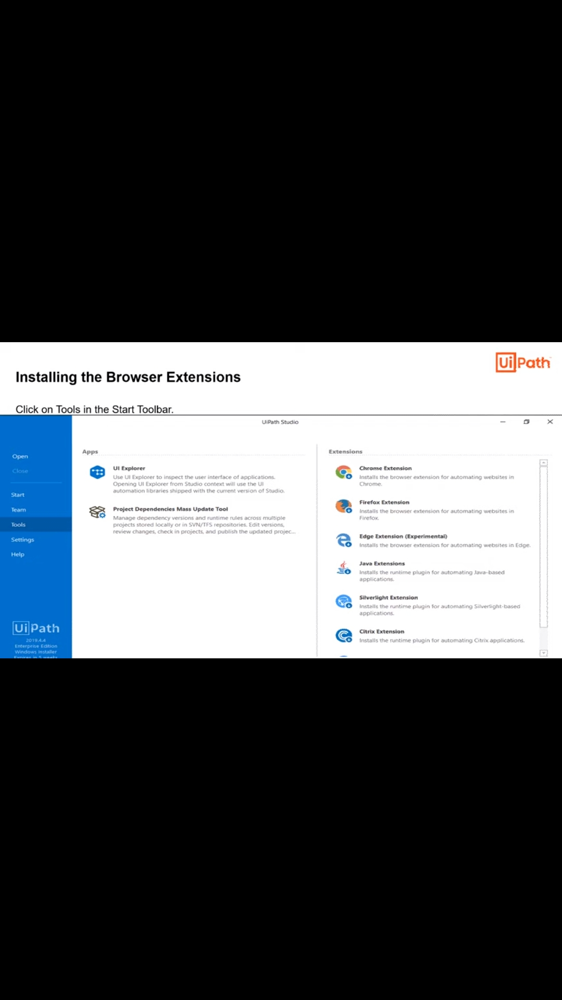 UiPath
Installing the Browser Extensions
Click on Tools in the Start Toolbar.
UiPath Studio
Open
Close
Start
Team
Tools
Settings
Help
UiPath
2019.4.4
Enterprise Edition
Windows Installer
Expires in 5 weeks
Apps
UI Explorer
Use UI Explorer to inspect the user interface of applications.
Opening UI Explorer from Studio context will use the UI
automation libraries shipped with the current version of Studio.
Project Dependencies Mass Update Tool
Manage dependency versions and runtime rules across multiple
projects stored locally or in SVN/TFS repositories. Edit versions,
review changes, check in projects, and publish the updated projec...
Extensions
Chrome Extension
Installs the browser extension for automating websites in
Chrome.
Firefox Extension
Installs the browser extension for automating websites in
Firefox.
Edge Extension (Experimental)
Installs the browser extension for automating websites in Edge.
Java Extensions
Installs the runtime plugin for automating Java-based
applications.
Silverlight Extension
Installs the runtime plugin for automating Silverlight-based
applications.
Citrix Extension
Installs the runtime plugin for automating Citrix applications.